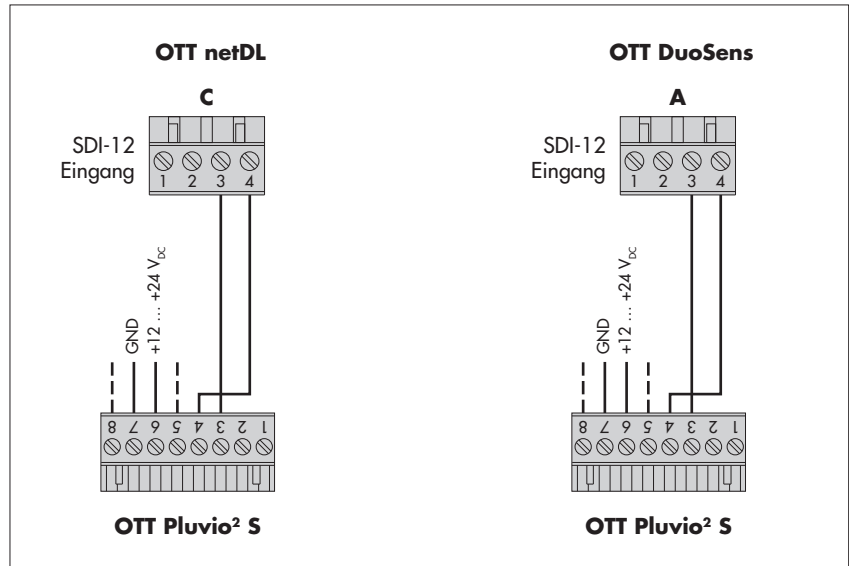 OTT netDL
C
SDI-12
Eingang
1 2 3 4
GND
+12 ... +24 V_DC
8 7 6 5 4 3 2 1
OTT Pluvio² S
OTT DuoSens
A
SDI-12
Eingang
1 2 3 4
GND
+12 ... +24 V_DC
8 7 6 5 4 3 2 1
OTT Pluvio² S